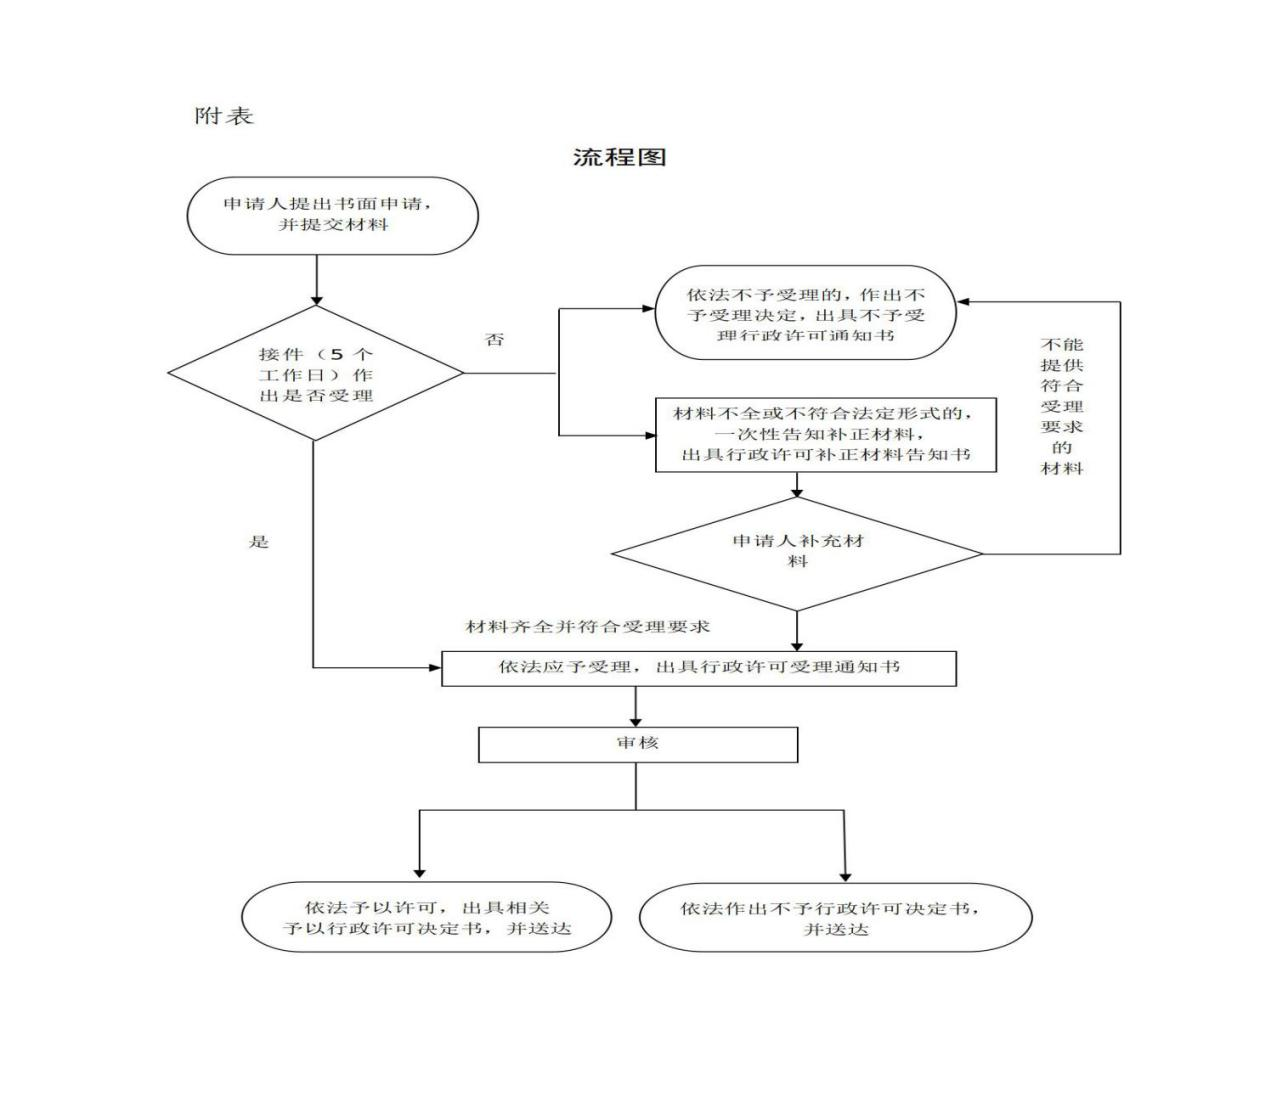 附表
流程图
申请人提出书面申请，
并提交材料
依法不予受理的，作出不
予受理决定，出具不予受
理行政许可通知书
否
接件（5 个
工作日）作
出是否受理
不能
提供
符合
受理
要求
的
材料
材料不全或不符合法定形式的，
一次性告知补正材料，
出具行政许可补正材料告知书
是
申请人补充材
料
材料齐全并符合受理要求
依法应予受理，出具行政许可受理通知书
审核
依法予以许可，出具相关
予以行政许可决定书，并送达
依法作出不予行政许可决定书，
并送达